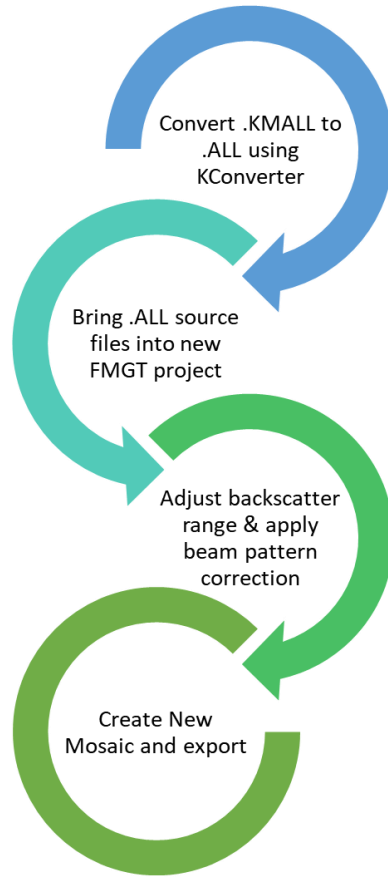 Convert .KMALL to
.ALL using
KConverter
Bring .ALL source
files into new
FMGT project
Adjust backscatter
range & apply
beam pattern
correction
Create New
Mosaic and export